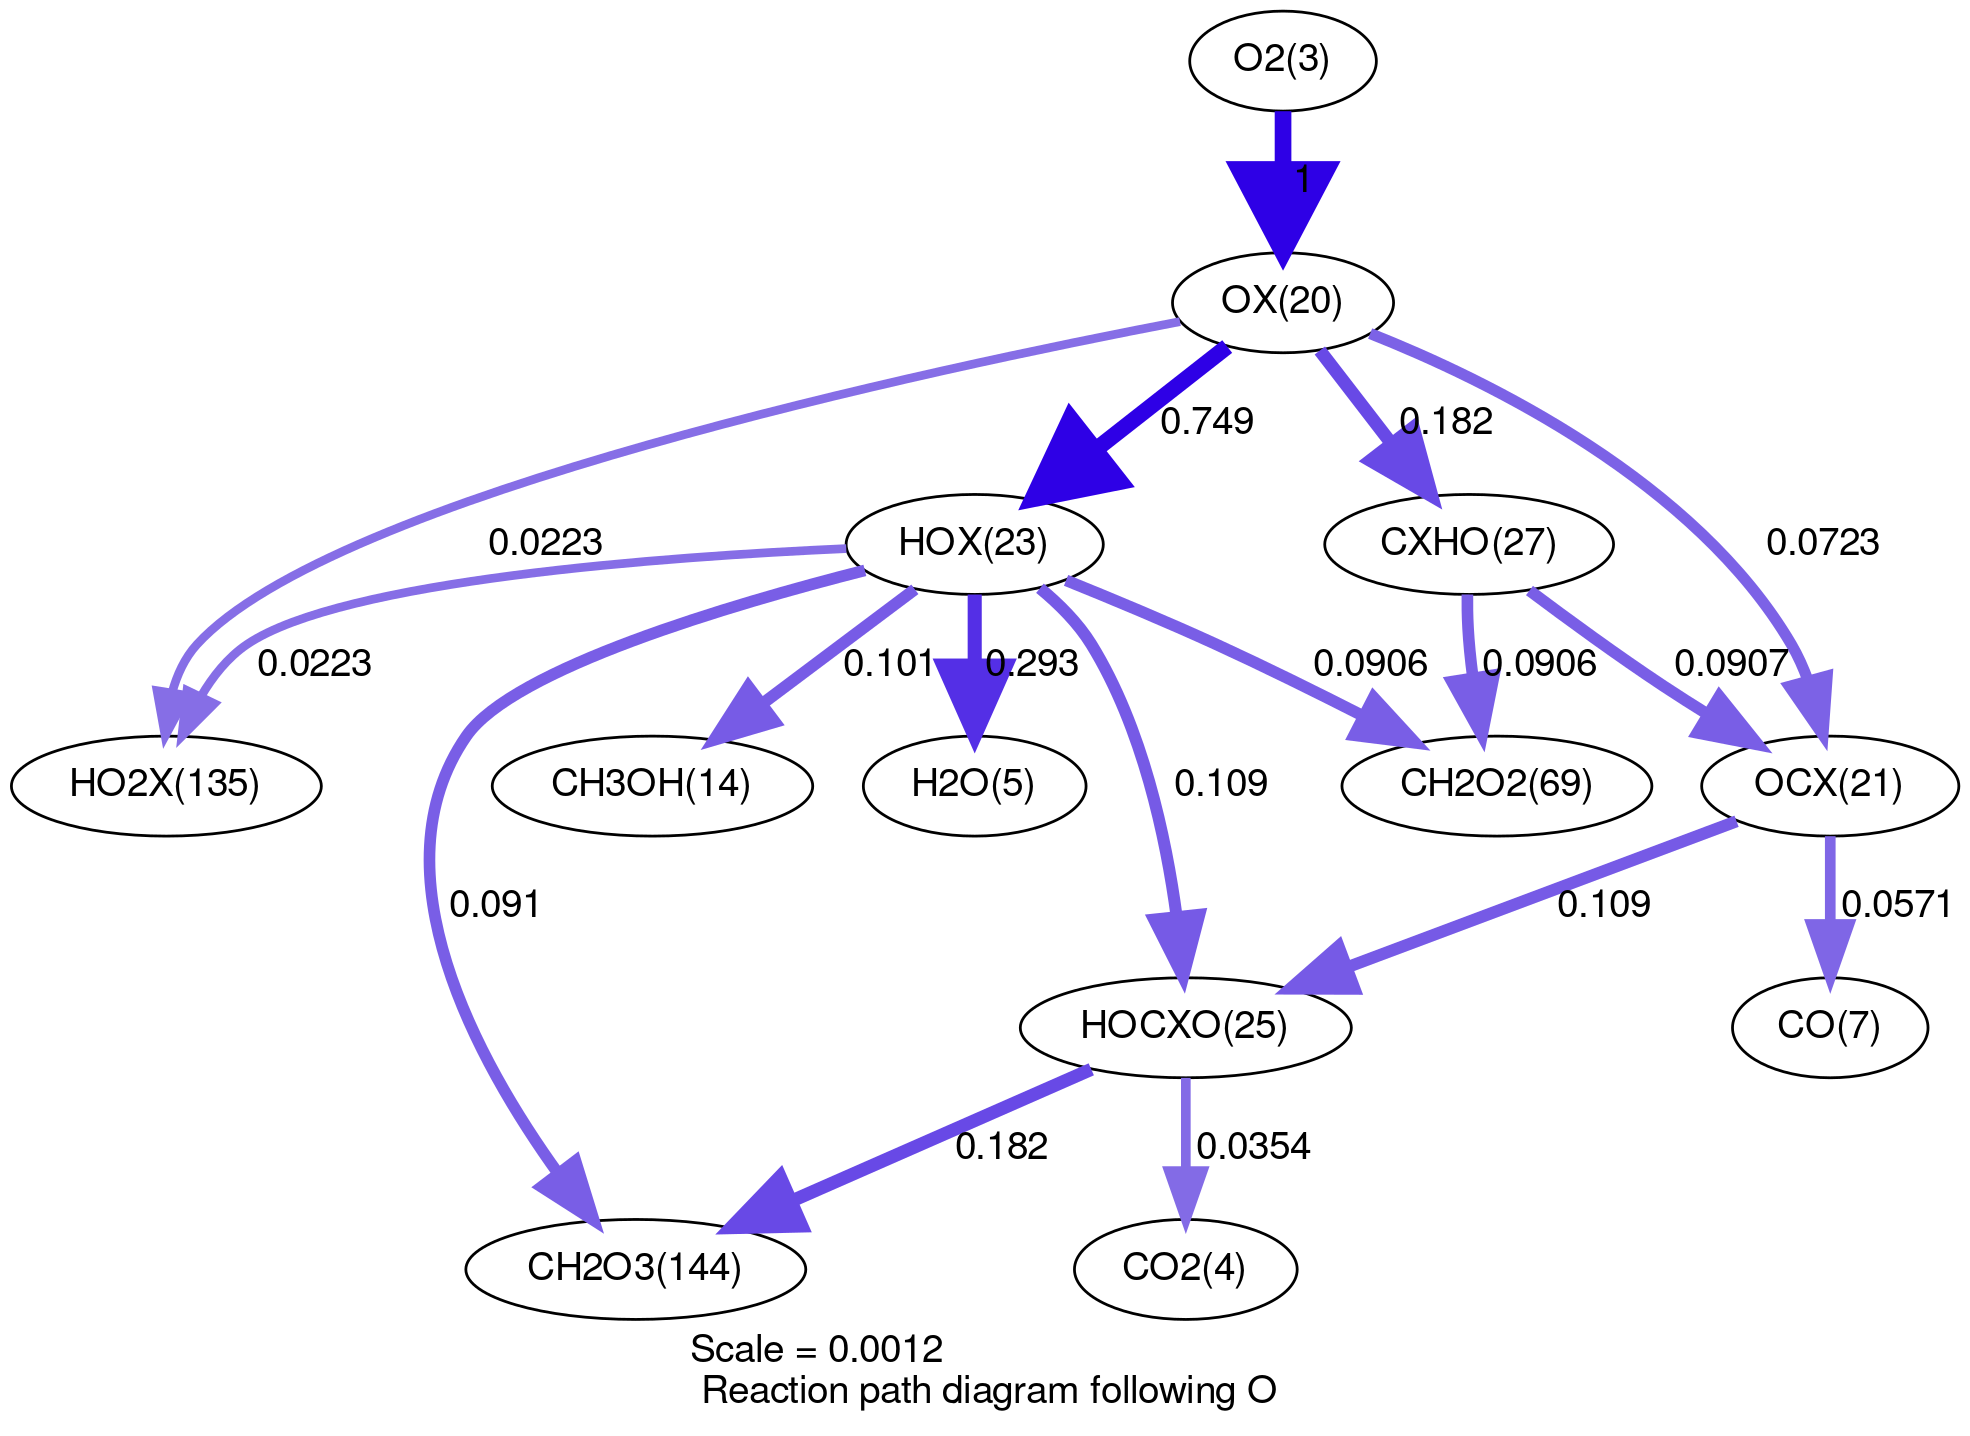 O2(3)
1
OX(20)
0.749
0.182
HOX(23)
CXHO(27)
0.0223
0.0723
0.0223
0.101
0.293
0.0906
0.0906
0.0907
HO2X(135)
CH3OH(14)
H2O(5)
0.109
CH2O2(69)
OCX(21)
0.091
0.109
0.0571
HOCXO(25)
CO(7)
0.182
0.0354
CH2O3(144)
CO2(4)
Scale = 0.0012
Reaction path diagram following O